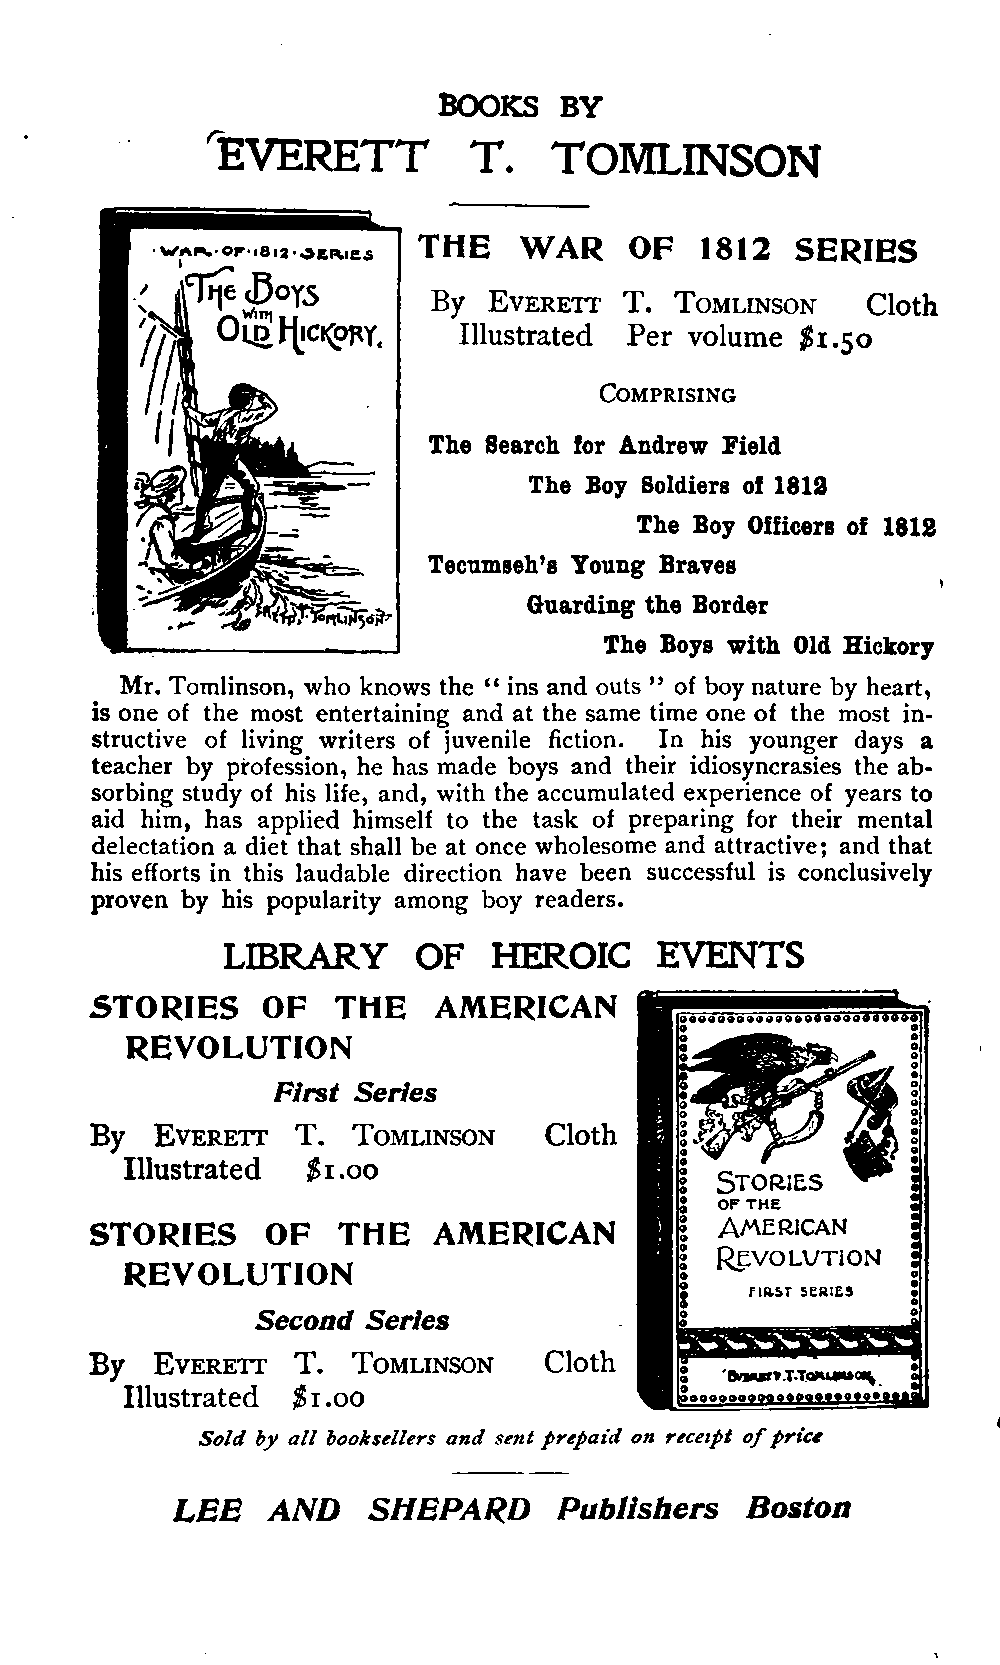 BOOKS BY
EVERETT T. TOMLINSON
WAR OF 1812 SERIES
THE BOYS
WITH
OLD HICKORY.
TOMLINSON
THE WAR OF 1812 SERIES
By EVERETT T. TOMLINSON Cloth
Illustrated Per volume $1.50
COMPRISING
The Search for Andrew Field
The Boy Soldiers of 1812
The Boy Officers of 1812
Tecumseh's Young Braves
Guarding the Border
The Boys with Old Hickory
Mr. Tomlinson, who knows the “ ins and outs ” of boy nature by heart,
is one of the most entertaining and at the same time one of the most in-
structive of living writers of juvenile fiction. In his younger days a
teacher by profession, he has made boys and their idiosyncrasies the ab-
sorbing study of his life, and, with the accumulated experience of years to
aid him, has applied himself to the task of preparing for their mental
delectation a diet that shall be at once wholesome and attractive; and that
his efforts in this laudable direction have been successful is conclusively
proven by his popularity among boy readers.
LIBRARY OF HEROIC EVENTS
STORIES OF THE AMERICAN
REVOLUTION
First Series
By EVERETT T. TOMLINSON Cloth
Illustrated $1.00
STORIES OF THE AMERICAN
REVOLUTION
Second Series
By EVERETT T. TOMLINSON Cloth
Illustrated $1.00
STORIES
OF THE
AMERICAN
REVOLUTION
FIRST SERIES
EVERETT T. TOMLINSON
Sold by all booksellers and sent prepaid on receipt of price
LEE AND SHEPARD Publishers Boston